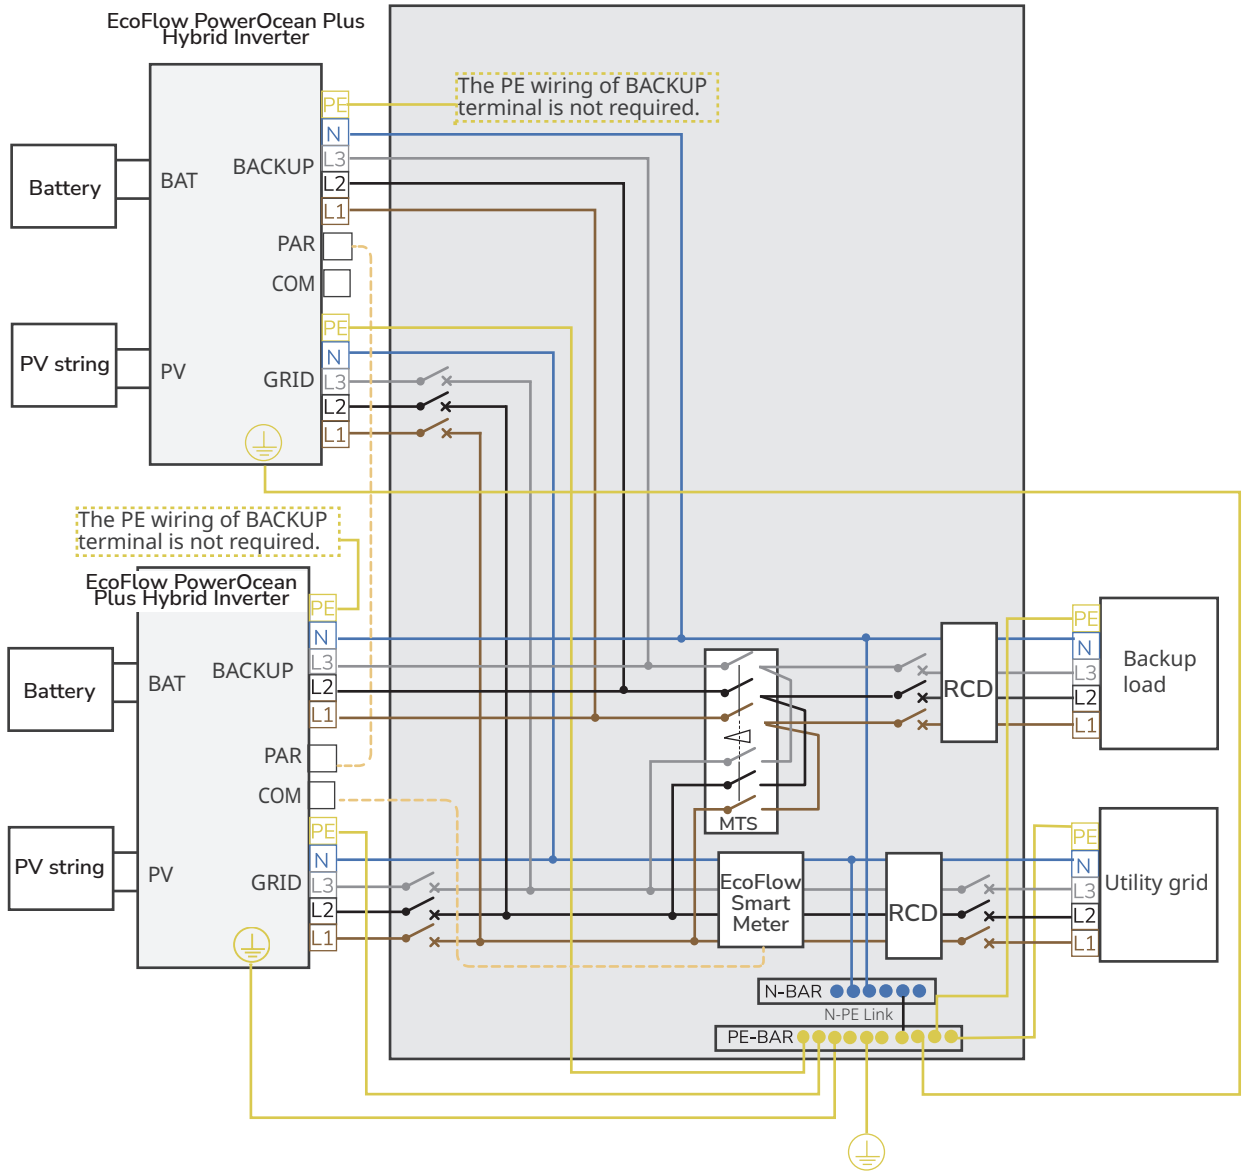 EcoFlow PowerOcean Plus
Hybrid Inverter
The PE wiring of BACKUP
terminal is not required.
PE
N
L3
L2
L1
BACKUP
BAT
Battery
PAR
COM
PE
N
L3
L2
L1
GRID
PV
PV string
The PE wiring of BACKUP
terminal is not required.
EcoFlow PowerOcean
Plus Hybrid Inverter
PE
N
L3
L2
L1
BACKUP
BAT
Battery
PAR
COM
PE
N
L3
L2
L1
GRID
PV
PV string
MTS
RCD
PE
N
L3
L2
L1
Backup
load
EcoFlow
Smart
Meter
RCD
PE
N
L3
L2
L1
Utility grid
N-BAR
N-PE Link
PE-BAR